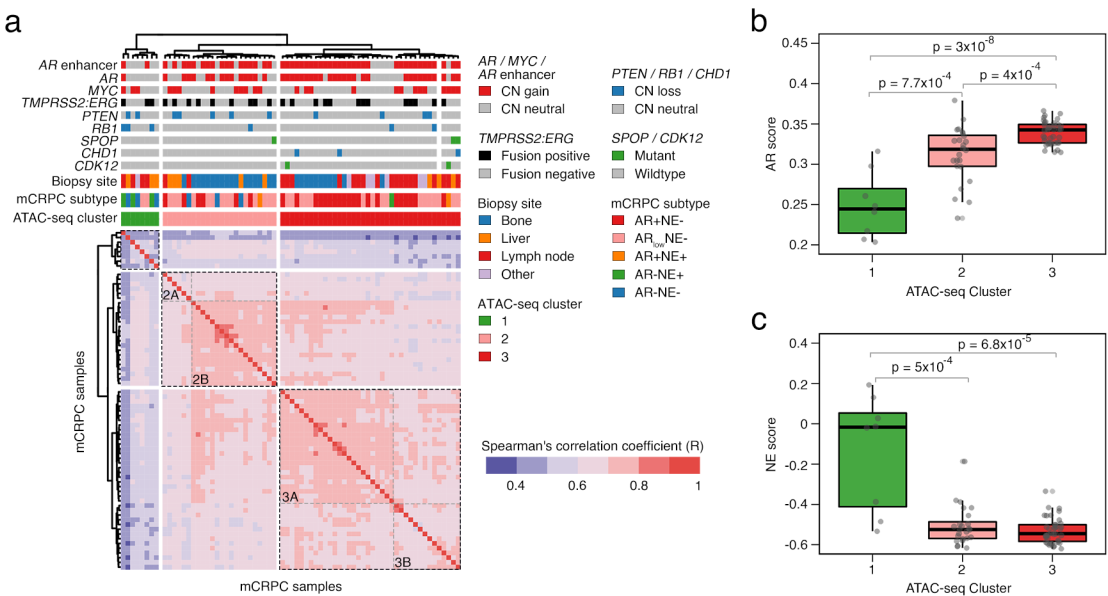 a
AR enhancer
AR
MYC
TMPRSS2:ERG
PTEN
RB1
SPOP
CHD1
CDK12
Biopsy site
mCRPC subtype
ATAC-seq cluster
2A
2B
3A
3B
mCRPC samples
mCRPC samples
AR / MYC /
AR enhancer
CN gain
CN neutral
PTEN / RB1 / CHD1
CN loss
CN neutral
TMPRSS2:ERG
Fusion positive
Fusion negative
SPOP / CDK12
Mutant
Wildtype
Biopsy site
Bone
Liver
Lymph node
Other
mCRPC subtype
AR+NE-
ARlowNE-
AR+NE+
AR-NE+
AR-NE-
ATAC-seq cluster
1
2
3
Spearman's correlation coefficient (R)
0.4 0.6 0.8 1
b
0.45
0.35
0.3
0.25
0.2
AR score
p = 3x10-8
p = 7.7x10-4
p = 4x10-4
1 2 3
ATAC-seq Cluster
c
0.4
0.2
0
-0.2
-0.4
-0.6
NE score
p = 6.8x10-5
p = 5x10-4
1 2 3
ATAC-seq Cluster